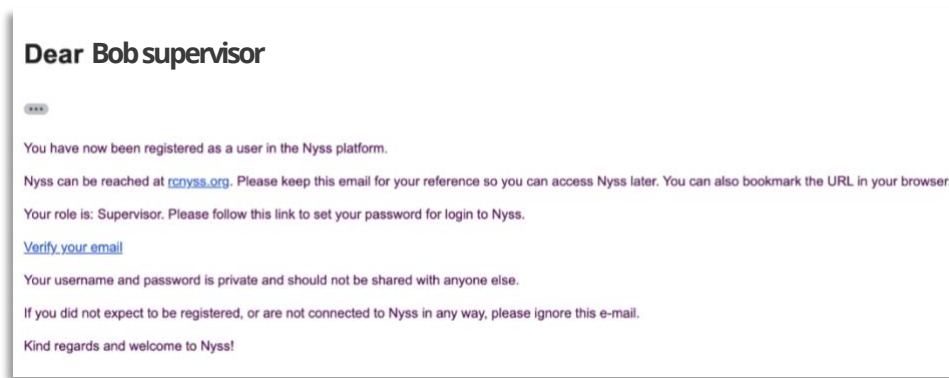 Dear Bob supervisor
You have now been registered as a user in the Nyss platform.
Nyss can be reached at rcnyss.org. Please keep this email for your reference so you can access Nyss later. You can also bookmark the URL in your browser
Your role is: Supervisor. Please follow this link to set your password for login to Nyss.
Verify your email
Your username and password is private and should not be shared with anyone else.
If you did not expect to be registered, or are not connected to Nyss in any way, please ignore this e-mail.
Kind regards and welcome to Nyss!